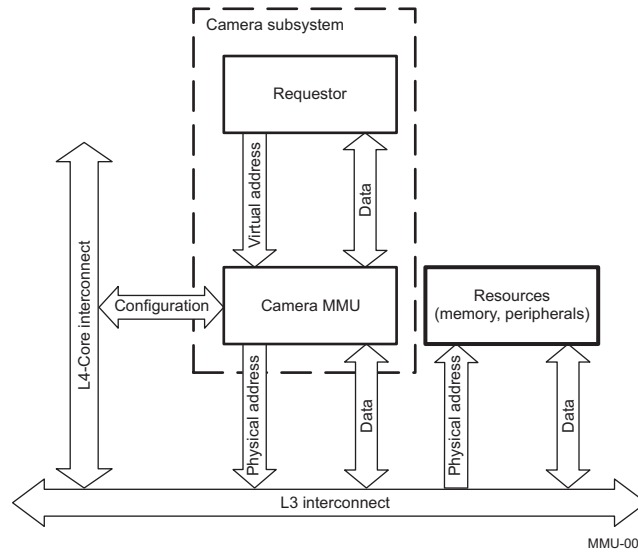 Camera subsystem
Requestor
Virtual address
Data
L4-Core interconnect
Configuration
Camera MMU
Resources
(memory, peripherals)
Physical address
Data
Physical address
Data
L3 interconnect
MMU-00